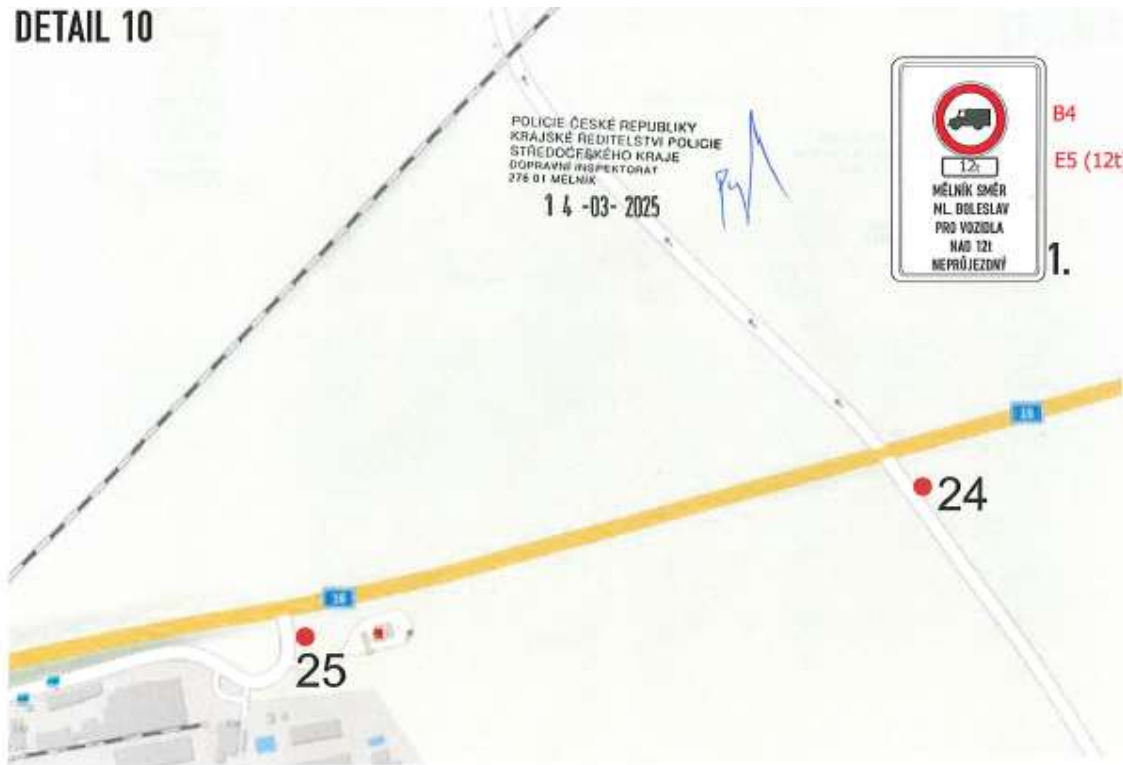 DETAIL 10
POLICIE ČESKÉ REPUBLIKY
KRAJSKÉ ŘEDITELSTVÍ POLICIE
STŘEDOČESKÉHO KRAJE
DOPRAVNÍ INSPEKTORÁT
276 01 MĚLNÍK
14 -03- 2025
12t
MĚLNÍK SMĚR
ML. BOLESLAV
PRO VOZIDLA
NAD 12t
NEPRŮJEZDNÝ
B4
E5 (12t)
1.
16
24
16
25